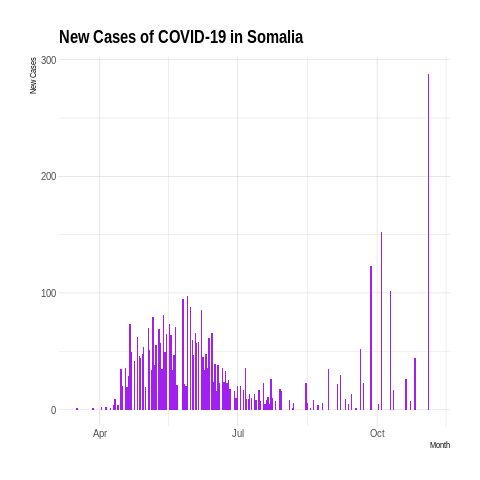 New Cases of COVID-19 in Somalia
New Cases
300
200
100
0
Apr
Jul
Oct
Month